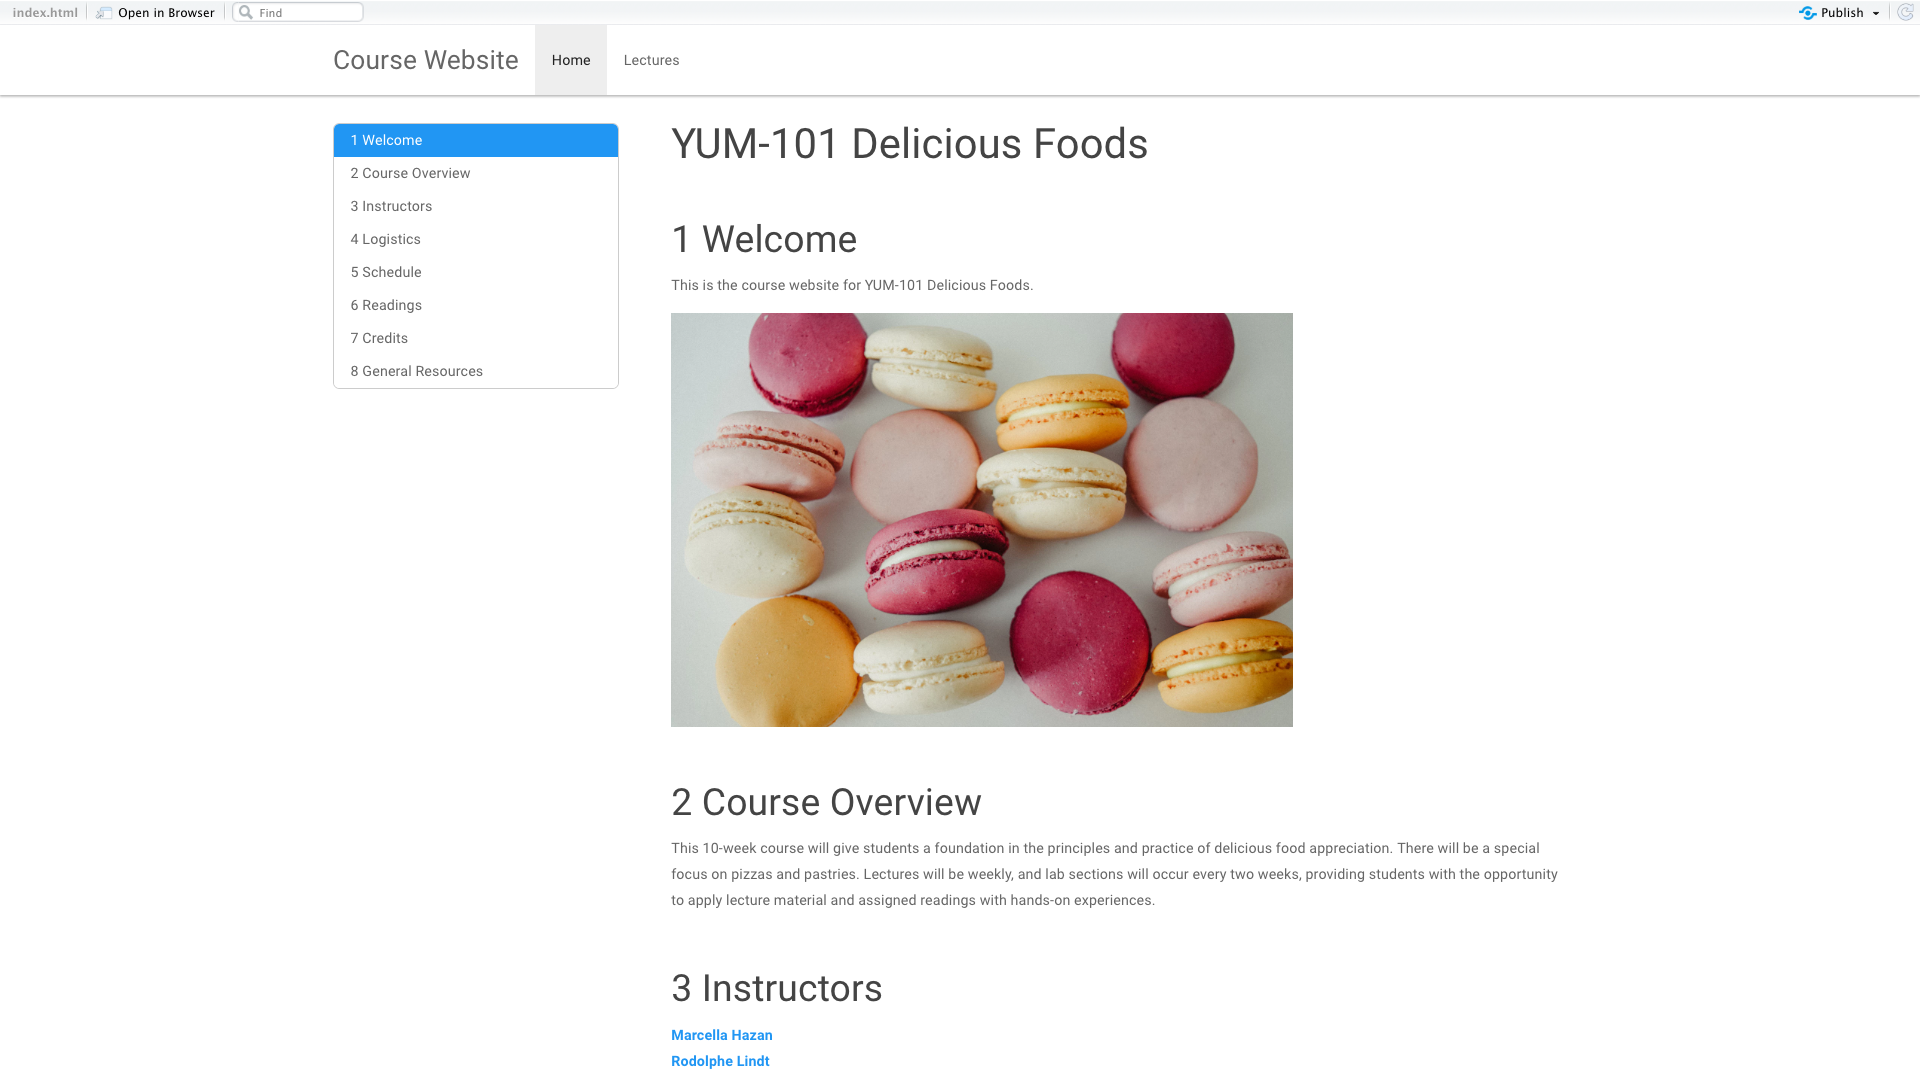 index.html Open in Browser Find Publish
Course Website Home Lectures
1 Welcome
2 Course Overview
3 Instructors
4 Logistics
5 Schedule
6 Readings
7 Credits
8 General Resources
YUM-101 Delicious Foods
1 Welcome
This is the course website for YUM-101 Delicious Foods.
2 Course Overview
This 10-week course will give students a foundation in the principles and practice of delicious food appreciation. There will be a special
focus on pizzas and pastries. Lectures will be weekly, and lab sections will occur every two weeks, providing students with the opportunity
to apply lecture material and assigned readings with hands-on experiences.
3 Instructors
Marcella Hazan
Rodolphe Lindt